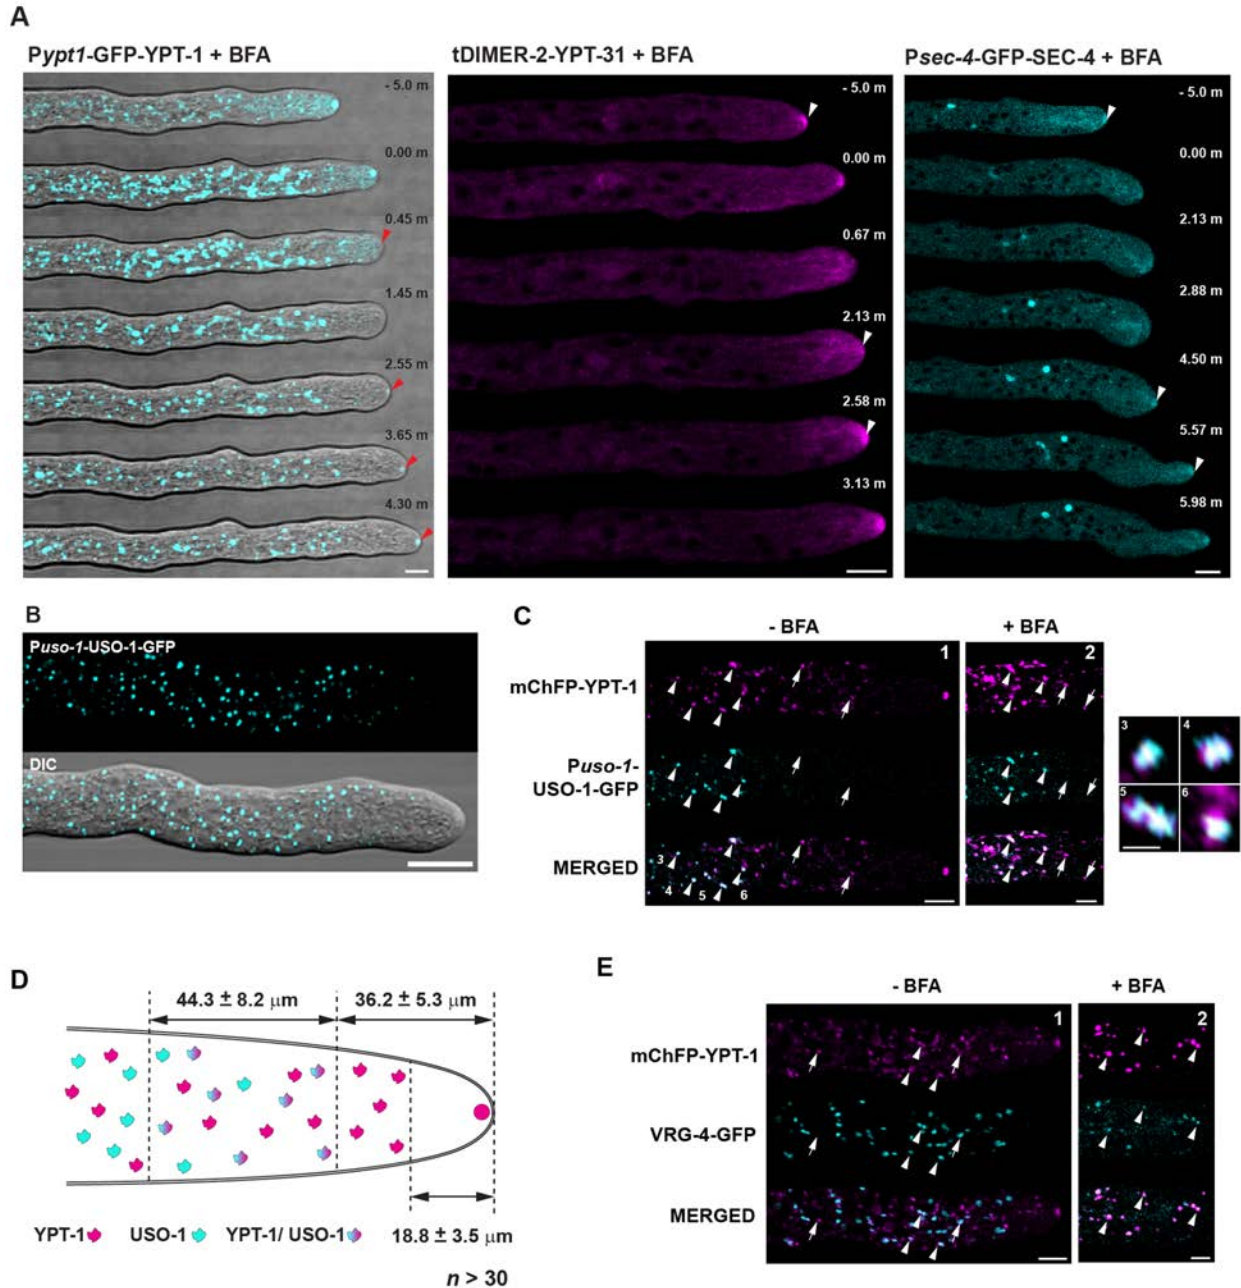 A
Pypt1-GFP-YPT-1 + BFA
tDIMER-2-YPT-31 + BFA
Psec-4-GFP-SEC-4 + BFA
- 5.0 m
0.00 m
0.45 m
1.45 m
2.55 m
3.65 m
4.30 m
- 5.0 m
0.00 m
0.67 m
2.13 m
2.58 m
3.13 m
- 5.0 m
0.00 m
2.13 m
2.88 m
4.50 m
5.57 m
5.98 m
B
Puso-1-USO-1-GFP
DIC
C
- BFA
+ BFA
1
2
mChFP-YPT-1
Puso-1-
USO-1-GFP
MERGED
3
4
5
6
3
4
5
6
D
44.3 ± 8.2 µm
36.2 ± 5.3 µm
18.8 ± 3.5 µm
YPT-1
USO-1
YPT-1/ USO-1
n > 30
E
- BFA
+ BFA
1
2
mChFP-YPT-1
VRG-4-GFP
MERGED